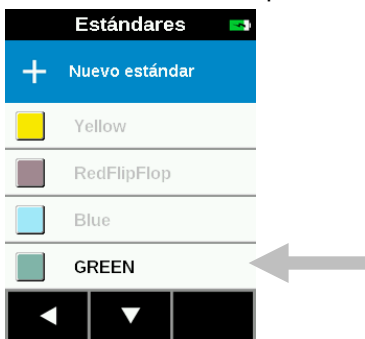 Estándares
Nuevo estándar
Yellow
RedFlipFlop
Blue
GREEN